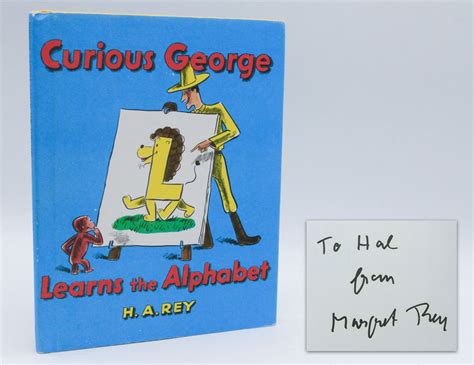 Curious George
L
Learns the Alphabet
H. A. REY
To Hal
from
Margret Rey